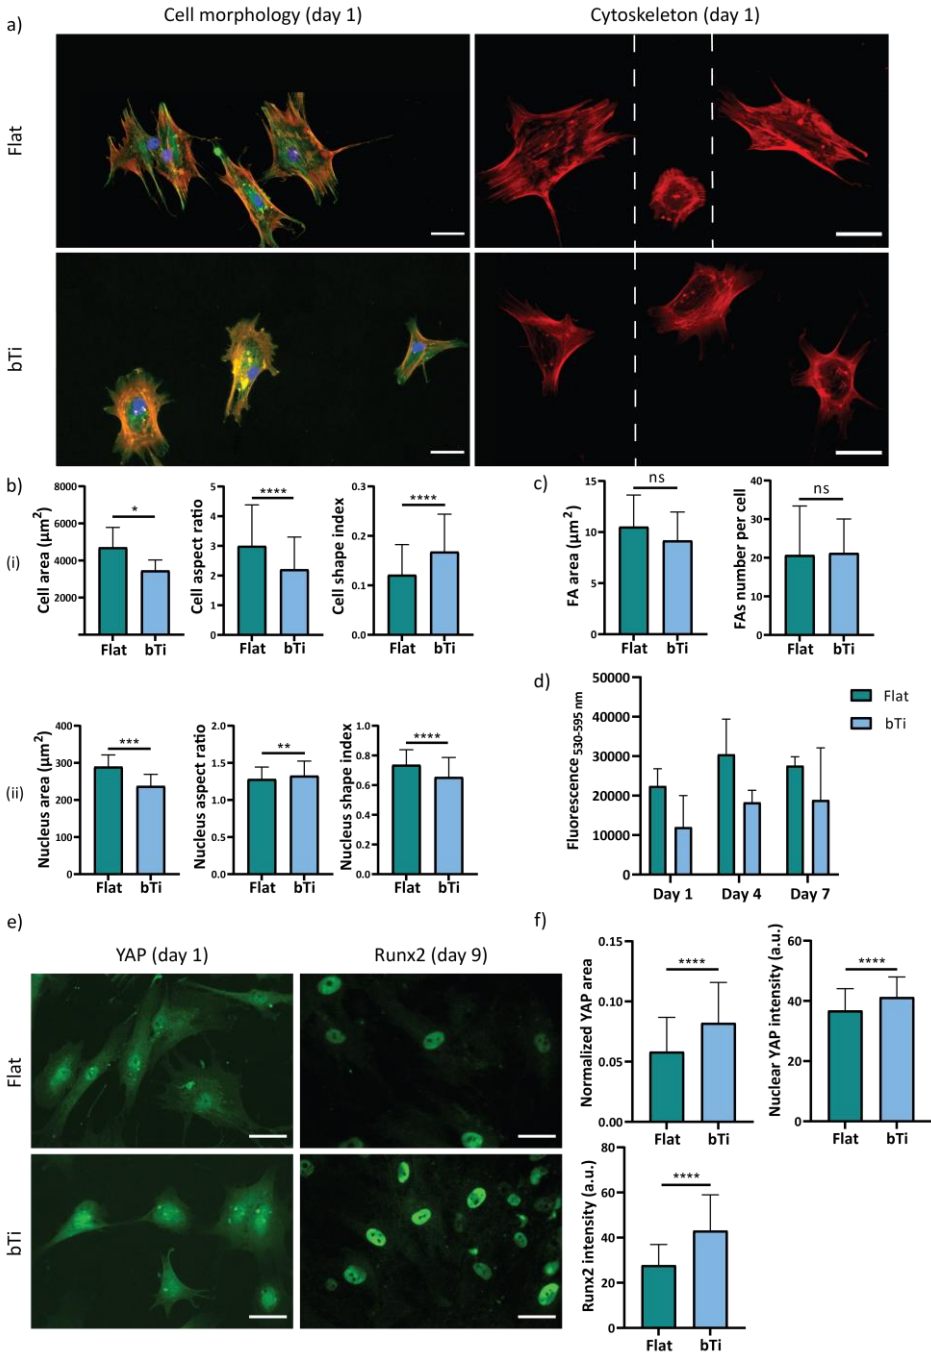 a)
Cell morphology (day 1)
Cytoskeleton (day 1)
Flat
bTi
b)
(i)
Cell area (µm²)
8000
6000
4000
2000
*
Flat bTi
Cell aspect ratio
5
4
3
2
1
0
****
Flat bTi
Cell shape index
0.3
0.2
0.1
0.0
****
Flat bTi
c)
FA area (µm²)
15
10
5
0
ns
Flat bTi
FAs number per cell
40
30
20
10
0
ns
Flat bTi
(ii)
Nucleus area (µm²)
400
300
200
100
0
***
Flat bTi
Nucleus aspect ratio
2.0
1.5
1.0
0.5
0.0
**
Flat bTi
Nucleus shape index
1.0
0.8
0.6
0.4
0.2
0.0
****
Flat bTi
d)
Fluorescence 530-595 nm
50000
40000
30000
20000
10000
0
Day 1 Day 4 Day 7
Flat
bTi
e)
YAP (day 1)
Runx2 (day 9)
Flat
bTi
f)
Normalized YAP area
0.15
0.10
0.05
0.00
****
Flat bTi
Nuclear YAP intensity (a.u.)
60
40
20
0
****
Flat bTi
Runx2 intensity (a.u.)
80
60
40
20
0
****
Flat bTi